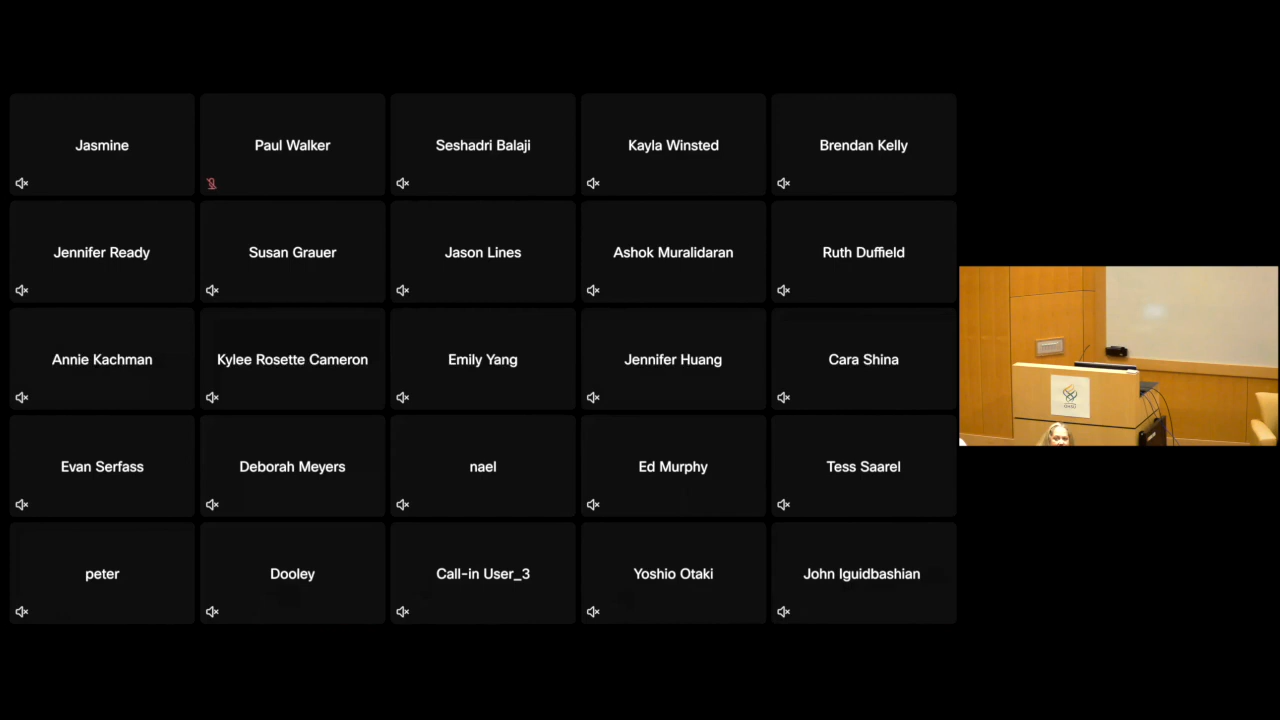 Jasmine
Paul Walker
Seshadri Balaji
Kayla Winsted
Brendan Kelly
Jennifer Ready
Susan Grauer
Jason Lines
Ashok Muralidaran
Ruth Duffield
Annie Kachman
Kylee Rosette Cameron
Emily Yang
Jennifer Huang
Cara Shina
Evan Serfass
Deborah Meyers
nael
Ed Murphy
Tess Saarel
peter
Dooley
Call-in User_3
Yoshio Otaki
John Iguidbashian
OHSU